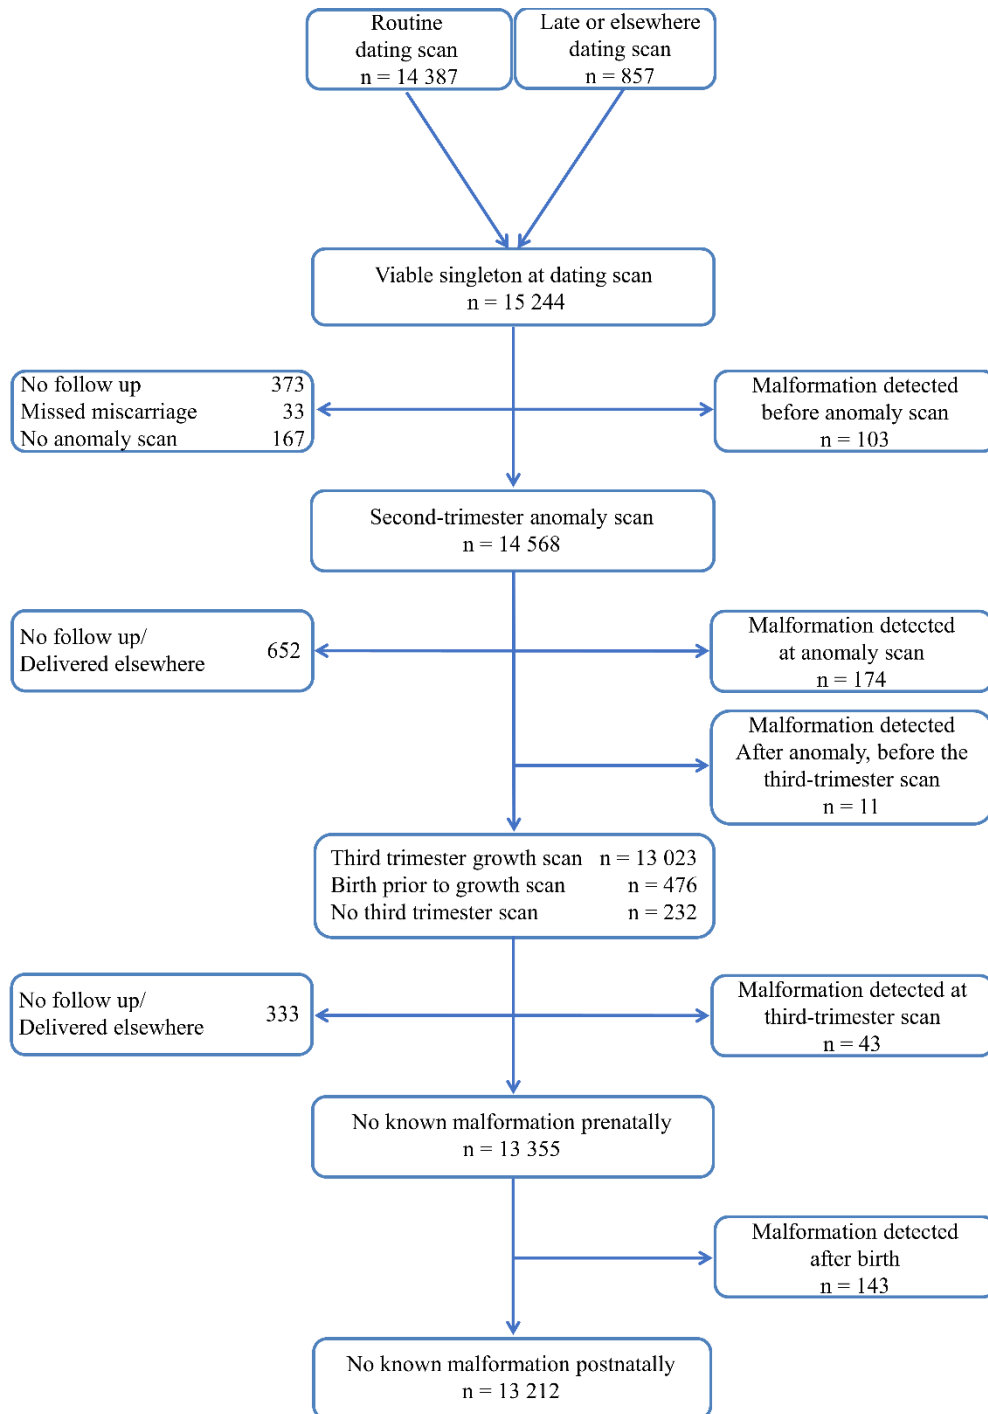 Routine
dating scan
n = 14 387
Late or elsewhere
dating scan
n = 857
Viable singleton at dating scan
n = 15 244
No follow up 373
Missed miscarriage 33
No anomaly scan 167
Malformation detected
before anomaly scan
n = 103
Second-trimester anomaly scan
n = 14 568
No follow up/
Delivered elsewhere 652
Malformation detected
at anomaly scan
n = 174
Malformation detected
After anomaly, before the
third-trimester scan
n = 11
Third trimester growth scan n = 13 023
Birth prior to growth scan n = 476
No third trimester scan n = 232
No follow up/
Delivered elsewhere 333
Malformation detected at
third-trimester scan
n = 43
No known malformation prenatally
n = 13 355
Malformation detected
after birth
n = 143
No known malformation postnatally
n = 13 212